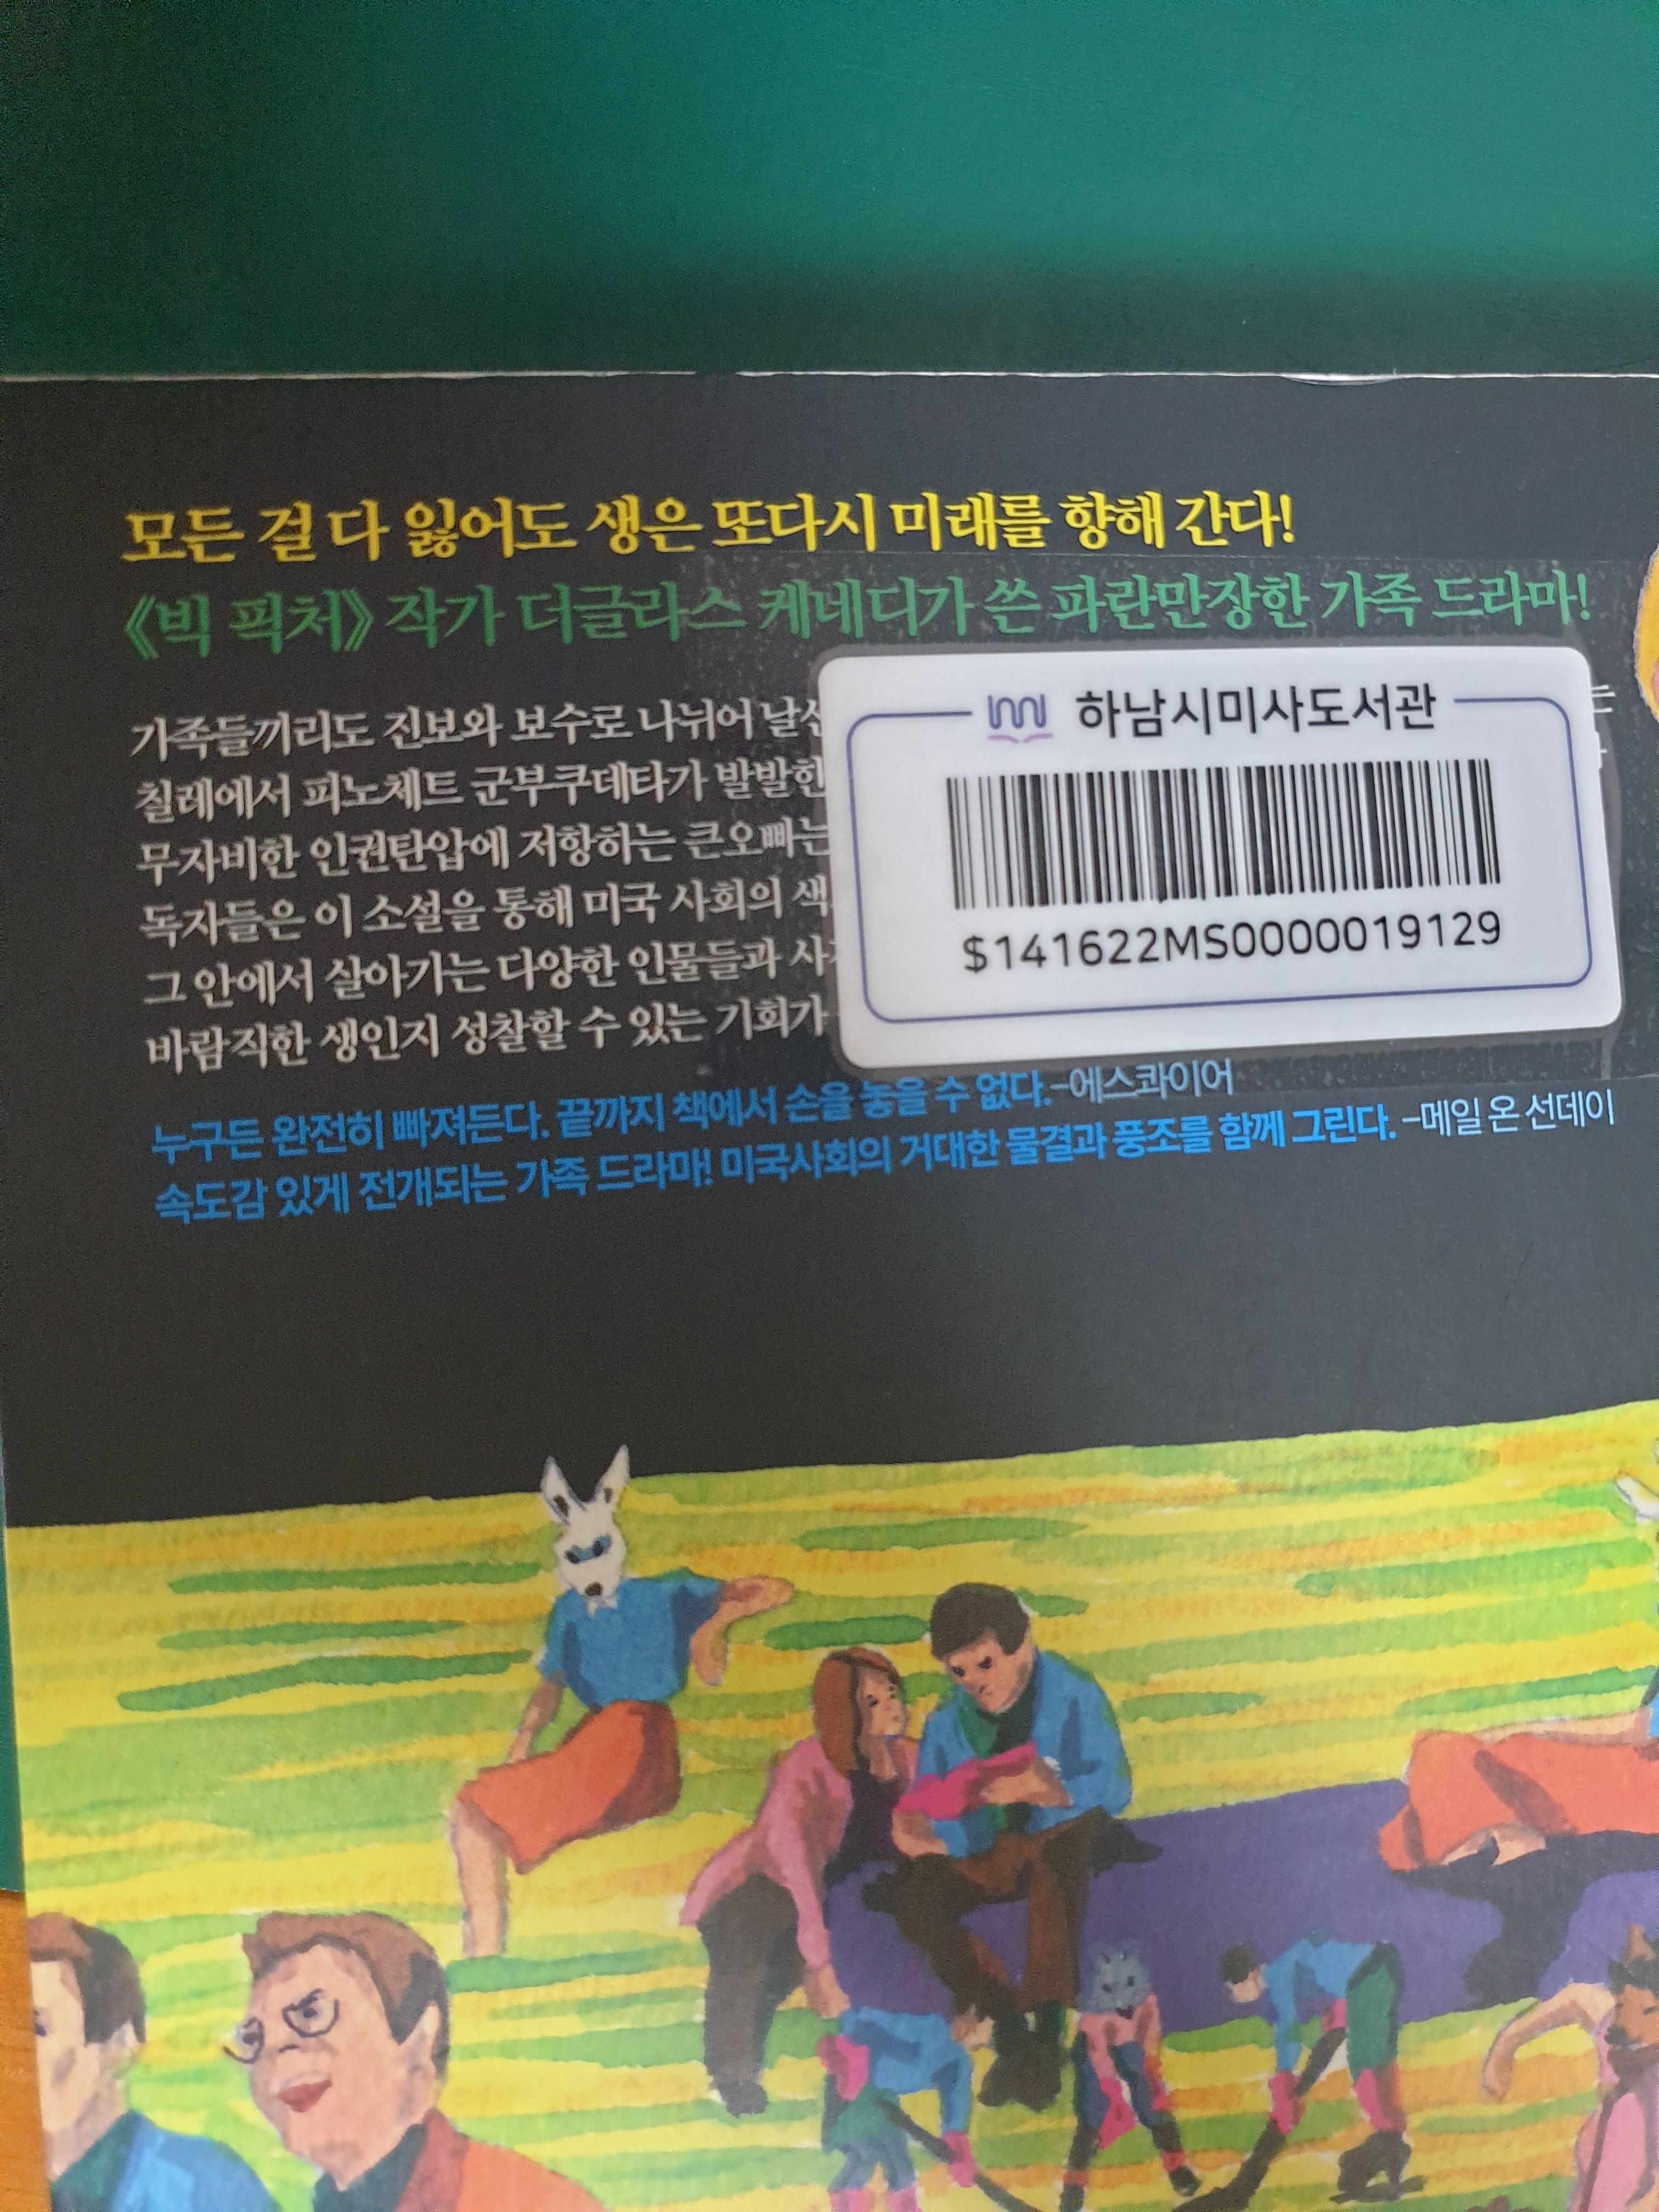 모든 걸 다 잃어도 생은 또다시 미래를 향해 간다!
《빅 픽처》 작가 더글라스 케네디가 쓴 파란만장한 가족 드라마!
가족들끼리도 진보와 보수로 나뉘어
칠레에서 피노체트 군부쿠데타가 발발한
무자비한 인권탄압에 저항하는 큰오빠는
독자들은 이 소설을 통해 미국 사회의
그 안에서 살아가는 다양한 인물들과
바람직한 생인지 성찰할 수 있는 기회가
하남시미사도서관
$141622MS0000019129
누구든 완전히 빠져든다. 끝까지 책에서 손을 놓을 수 없다. -에스콰이어
속도감 있게 전개되는 가족 드라마! 미국사회의 거대한 물결과 풍조를 함께 그린다. -메일 온 선데이